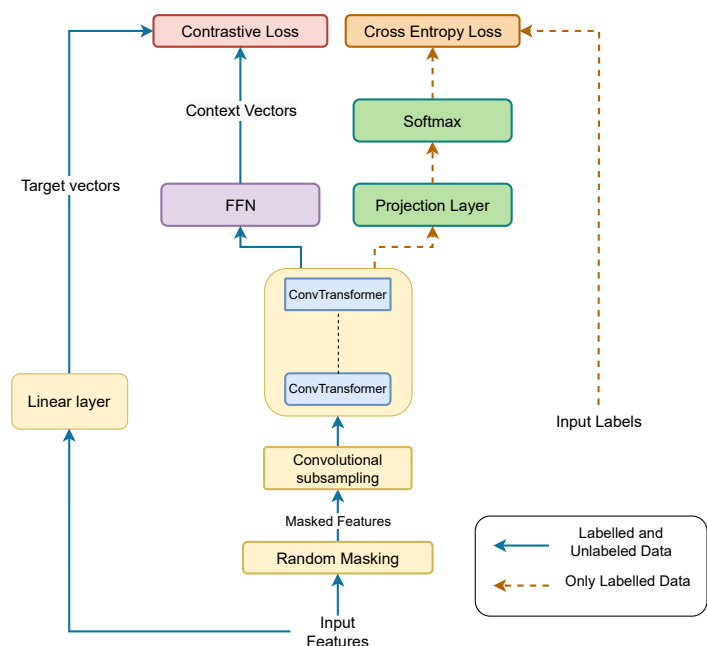 Contrastive Loss
Cross Entropy Loss
Context Vectors
Softmax
Target vectors
FFN
Projection Layer
ConvTransformer
ConvTransformer
Linear layer
Input Labels
Convolutional
subsampling
Masked Features
Random Masking
Input
Features
Labelled and
Unlabeled Data
Only Labelled Data